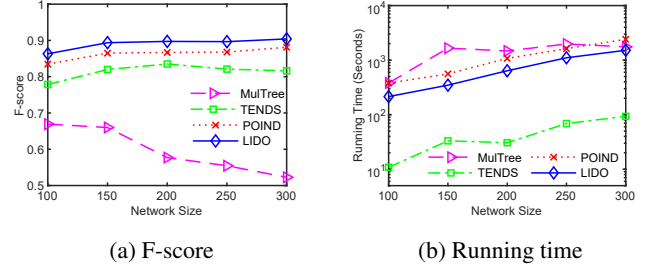 1
0.9
0.8
0.7
0.6
0.5
F-score
MulTree
TENDS
POIND
LIDO
100 150 200 250 300
Network Size
(a) F-score
10^4
10^3
10^2
10^1
Running Time (Seconds)
MulTree POIND
TENDS LIDO
100 150 200 250 300
Network Size
(b) Running time